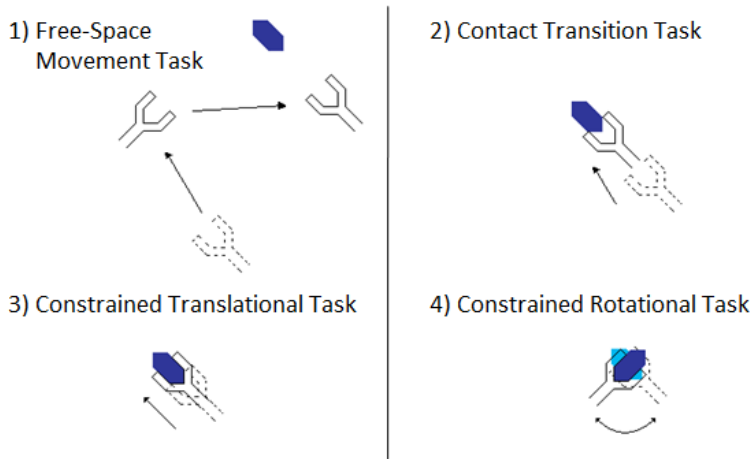 1) Free-Space
Movement Task
2) Contact Transition Task
3) Constrained Translational Task
4) Constrained Rotational Task